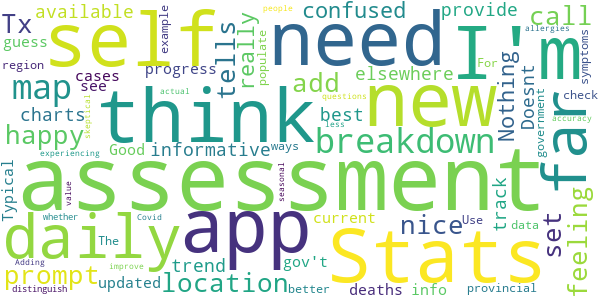 available
example
people
Tx
self
need
I'm
confused
provide
call
guess
tells
really
populate
allergies
region
progress
add
elsewhere
For
symptoms
map
cases
see
think
new
Nothing
Doesnt
far
actual
skeptical
check
charts
best
questions
government
happy
Good
informative
ways
breakdown
less
accuracy
experiencing
assessment
Typical
value
seasonal
track
set
feeling
whether
Covid
app
current
nice
Use
daily
The
Stats
data
trend
gov't
location
prompt
updated
deaths
info
provincial
Adding
improve
better
distinguish